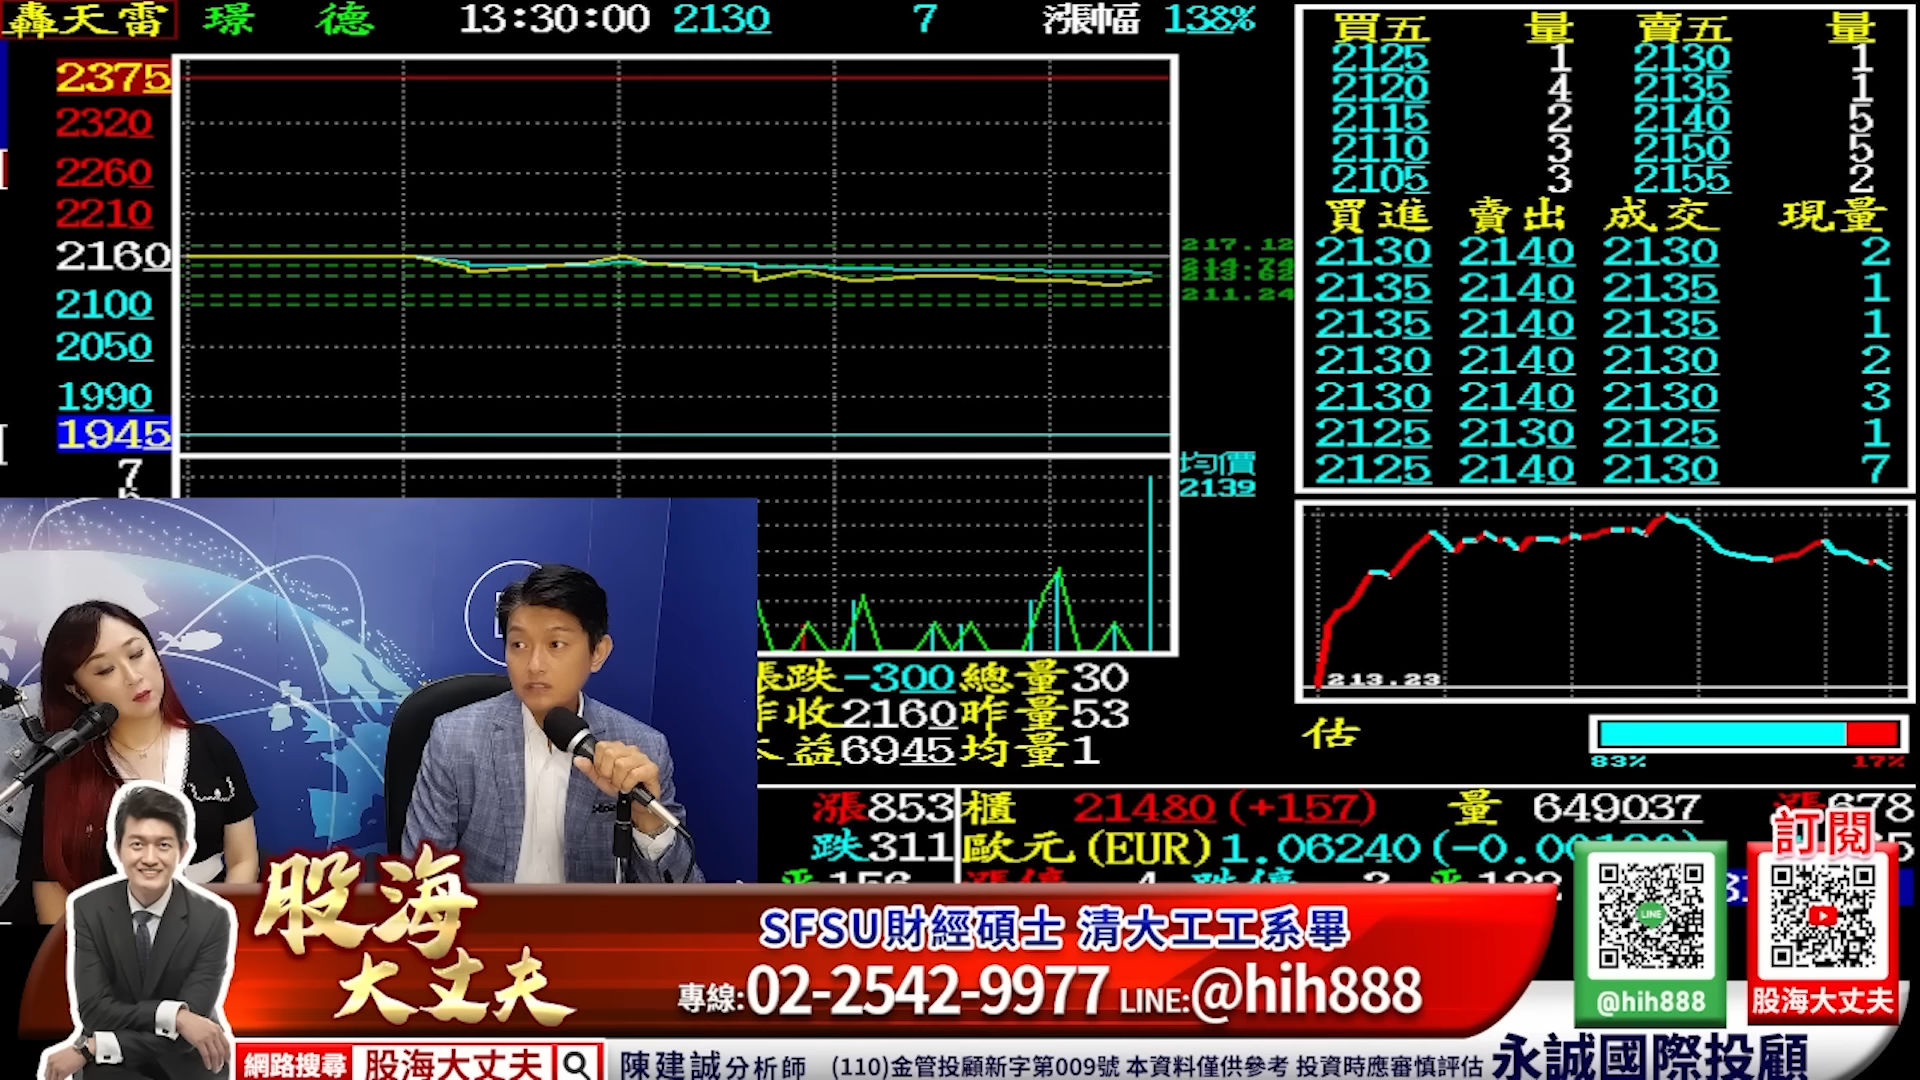 轟天雷 璟德 13:30:00 2130 7 漲幅 138%
2375
2320
2260
2210
2160
2100
2050
1990
1945
7
217.12
214.74
213.62
211.24
均價
2139
買五 量 賣五 量
2125 1 2130 1
2120 4 2135 1
2115 2 2140 5
2110 3 2150 5
2105 3 2155 2
買進 賣出 成交 現量
2130 2140 2130 2
2135 2140 2135 1
2135 2140 2135 1
2130 2140 2130 2
2130 2140 2130 3
2125 2130 2125 1
2125 2140 2130 7
213.23
估
83% 17%
跌-300 總量30
收2160 昨量53
益6945 均量1
漲853 櫃 21480 (+157) 量 649037 678
跌311 歐元(EUR) 1.06240
股海
大丈夫
SFSU財經碩士 清大工工系畢
專線:02-2542-9977 LINE:@hih888
LINE
@hih888
訂閱
股海大丈夫
網路搜尋 股海大丈夫
陳建誠分析師 (110)金管投顧新字第009號 本資料僅供參考 投資時應審慎評估
永誠國際投顧